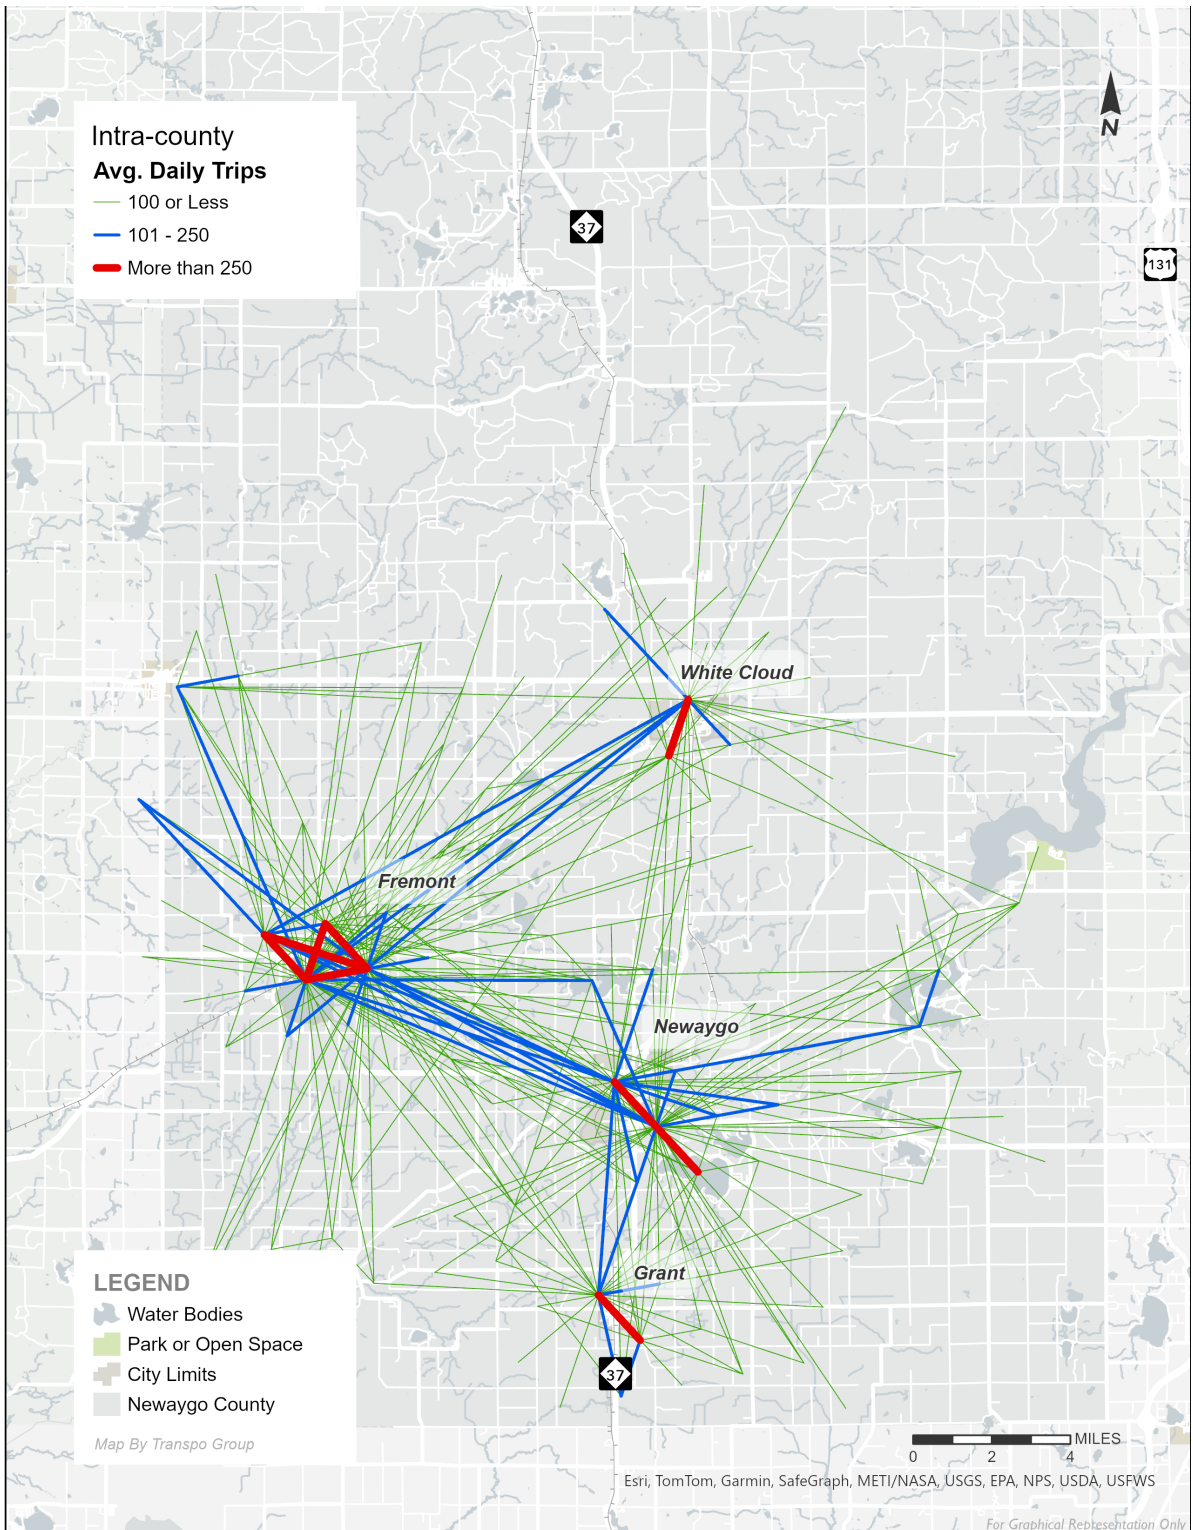 Intra-county
Avg. Daily Trips
100 or Less
101 - 250
More than 250
N
37
131
White Cloud
Fremont
Newaygo
Grant
37
LEGEND
Water Bodies
Park or Open Space
City Limits
Newaygo County
Map By Transpo Group
MILES
0 2 4
Esri, TomTom, Garmin, SafeGraph, METI/NASA, USGS, EPA, NPS, USDA, USFWS
For Graphical Representation Only